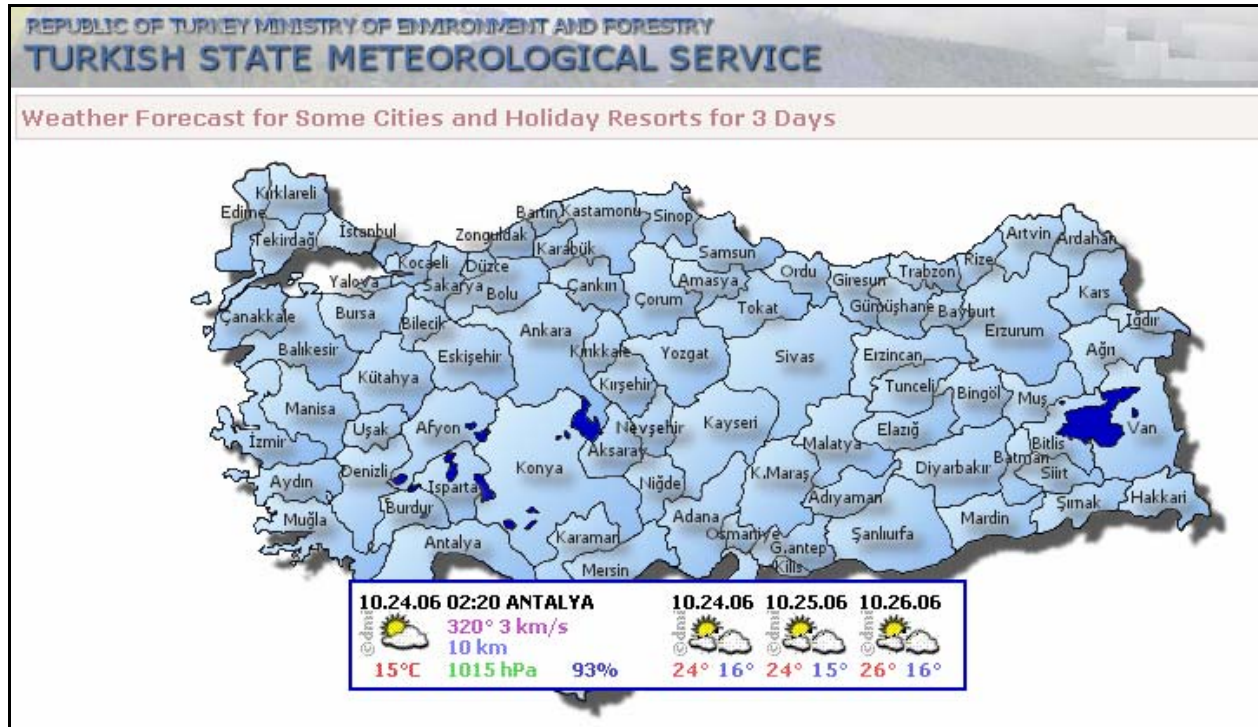 REPUBLIC OF TURKEY MINISTRY OF ENVIRONMENT AND FORESTRY
TURKISH STATE METEOROLOGICAL SERVICE
Weather Forecast for Some Cities and Holiday Resorts for 3 Days
Kırklareli
Edirne
Tekirdağ
İstanbul
Bartın
Kastamonu
Sinop
Zonguldak
Karabük
Samsun
Artvin
Ardahan
Kocaeli
Düzce
Yalova
Sakarya
Bolu
Çankırı
Çorum
Amasya
Ordu
Giresun
Trabzon
Rize
Kars
Çanakkale
Bursa
Bilecik
Ankara
Tokat
Gümüşhane
Bayburt
Erzurum
Iğdır
Balıkesir
Eskişehir
Kırıkkale
Yozgat
Sivas
Erzincan
Ağrı
Kütahya
Kırşehir
Tunceli
Bingöl
Muş
Manisa
Uşak
Afyon
Nevşehir
Kayseri
Elazığ
Van
İzmir
Aksaray
Malatya
Bitlis
Batman
Denizli
Isparta
Konya
Niğde
K.Maraş
Diyarbakır
Siirt
Aydın
Burdur
Adıyaman
Şırnak
Hakkari
Muğla
Antalya
Karaman
Adana
Osmaniye
G.antep
Şanlıurfa
Mardin
Mersin
Kilis
10.24.06 02:20 ANTALYA 10.24.06 10.25.06 10.26.06
©dmi 320° 3 km/s ©dmi ©dmi ©dmi
10 km
15°C 1015 hPa 93% 24° 16° 24° 15° 26° 16°